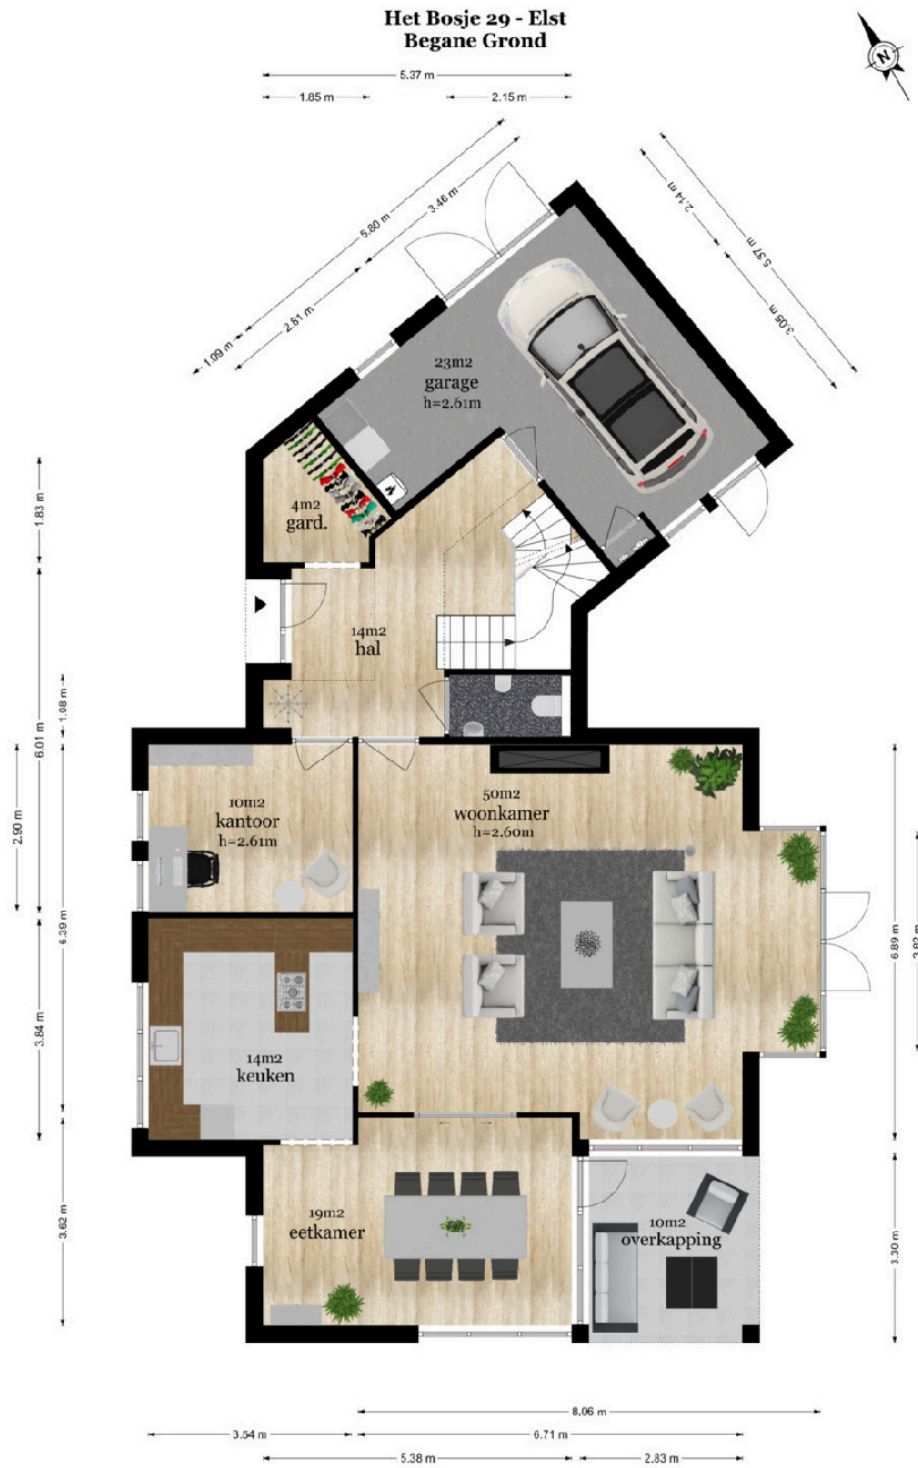 Het Bosje 29 - Elst
Begane Grond
N
5.37 m
1.85 m
2.15 m
5.80 m
3.46 m
2.81 m
1.09 m
2.14 m
5.37 m
3.05 m
23m2
garage
h=2.61m
4m2
gard.
1.83 m
14m2
hal
1.08 m
6.01 m
10m2
kantoor
h=2.61m
50m2
woonkamer
h=2.60m
2.90 m
6.39 m
6.89 m
3.82 m
14m2
keuken
3.84 m
19m2
eetkamer
10m2
overkapping
3.62 m
3.30 m
8.06 m
3.54 m
6.71 m
5.38 m
2.83 m